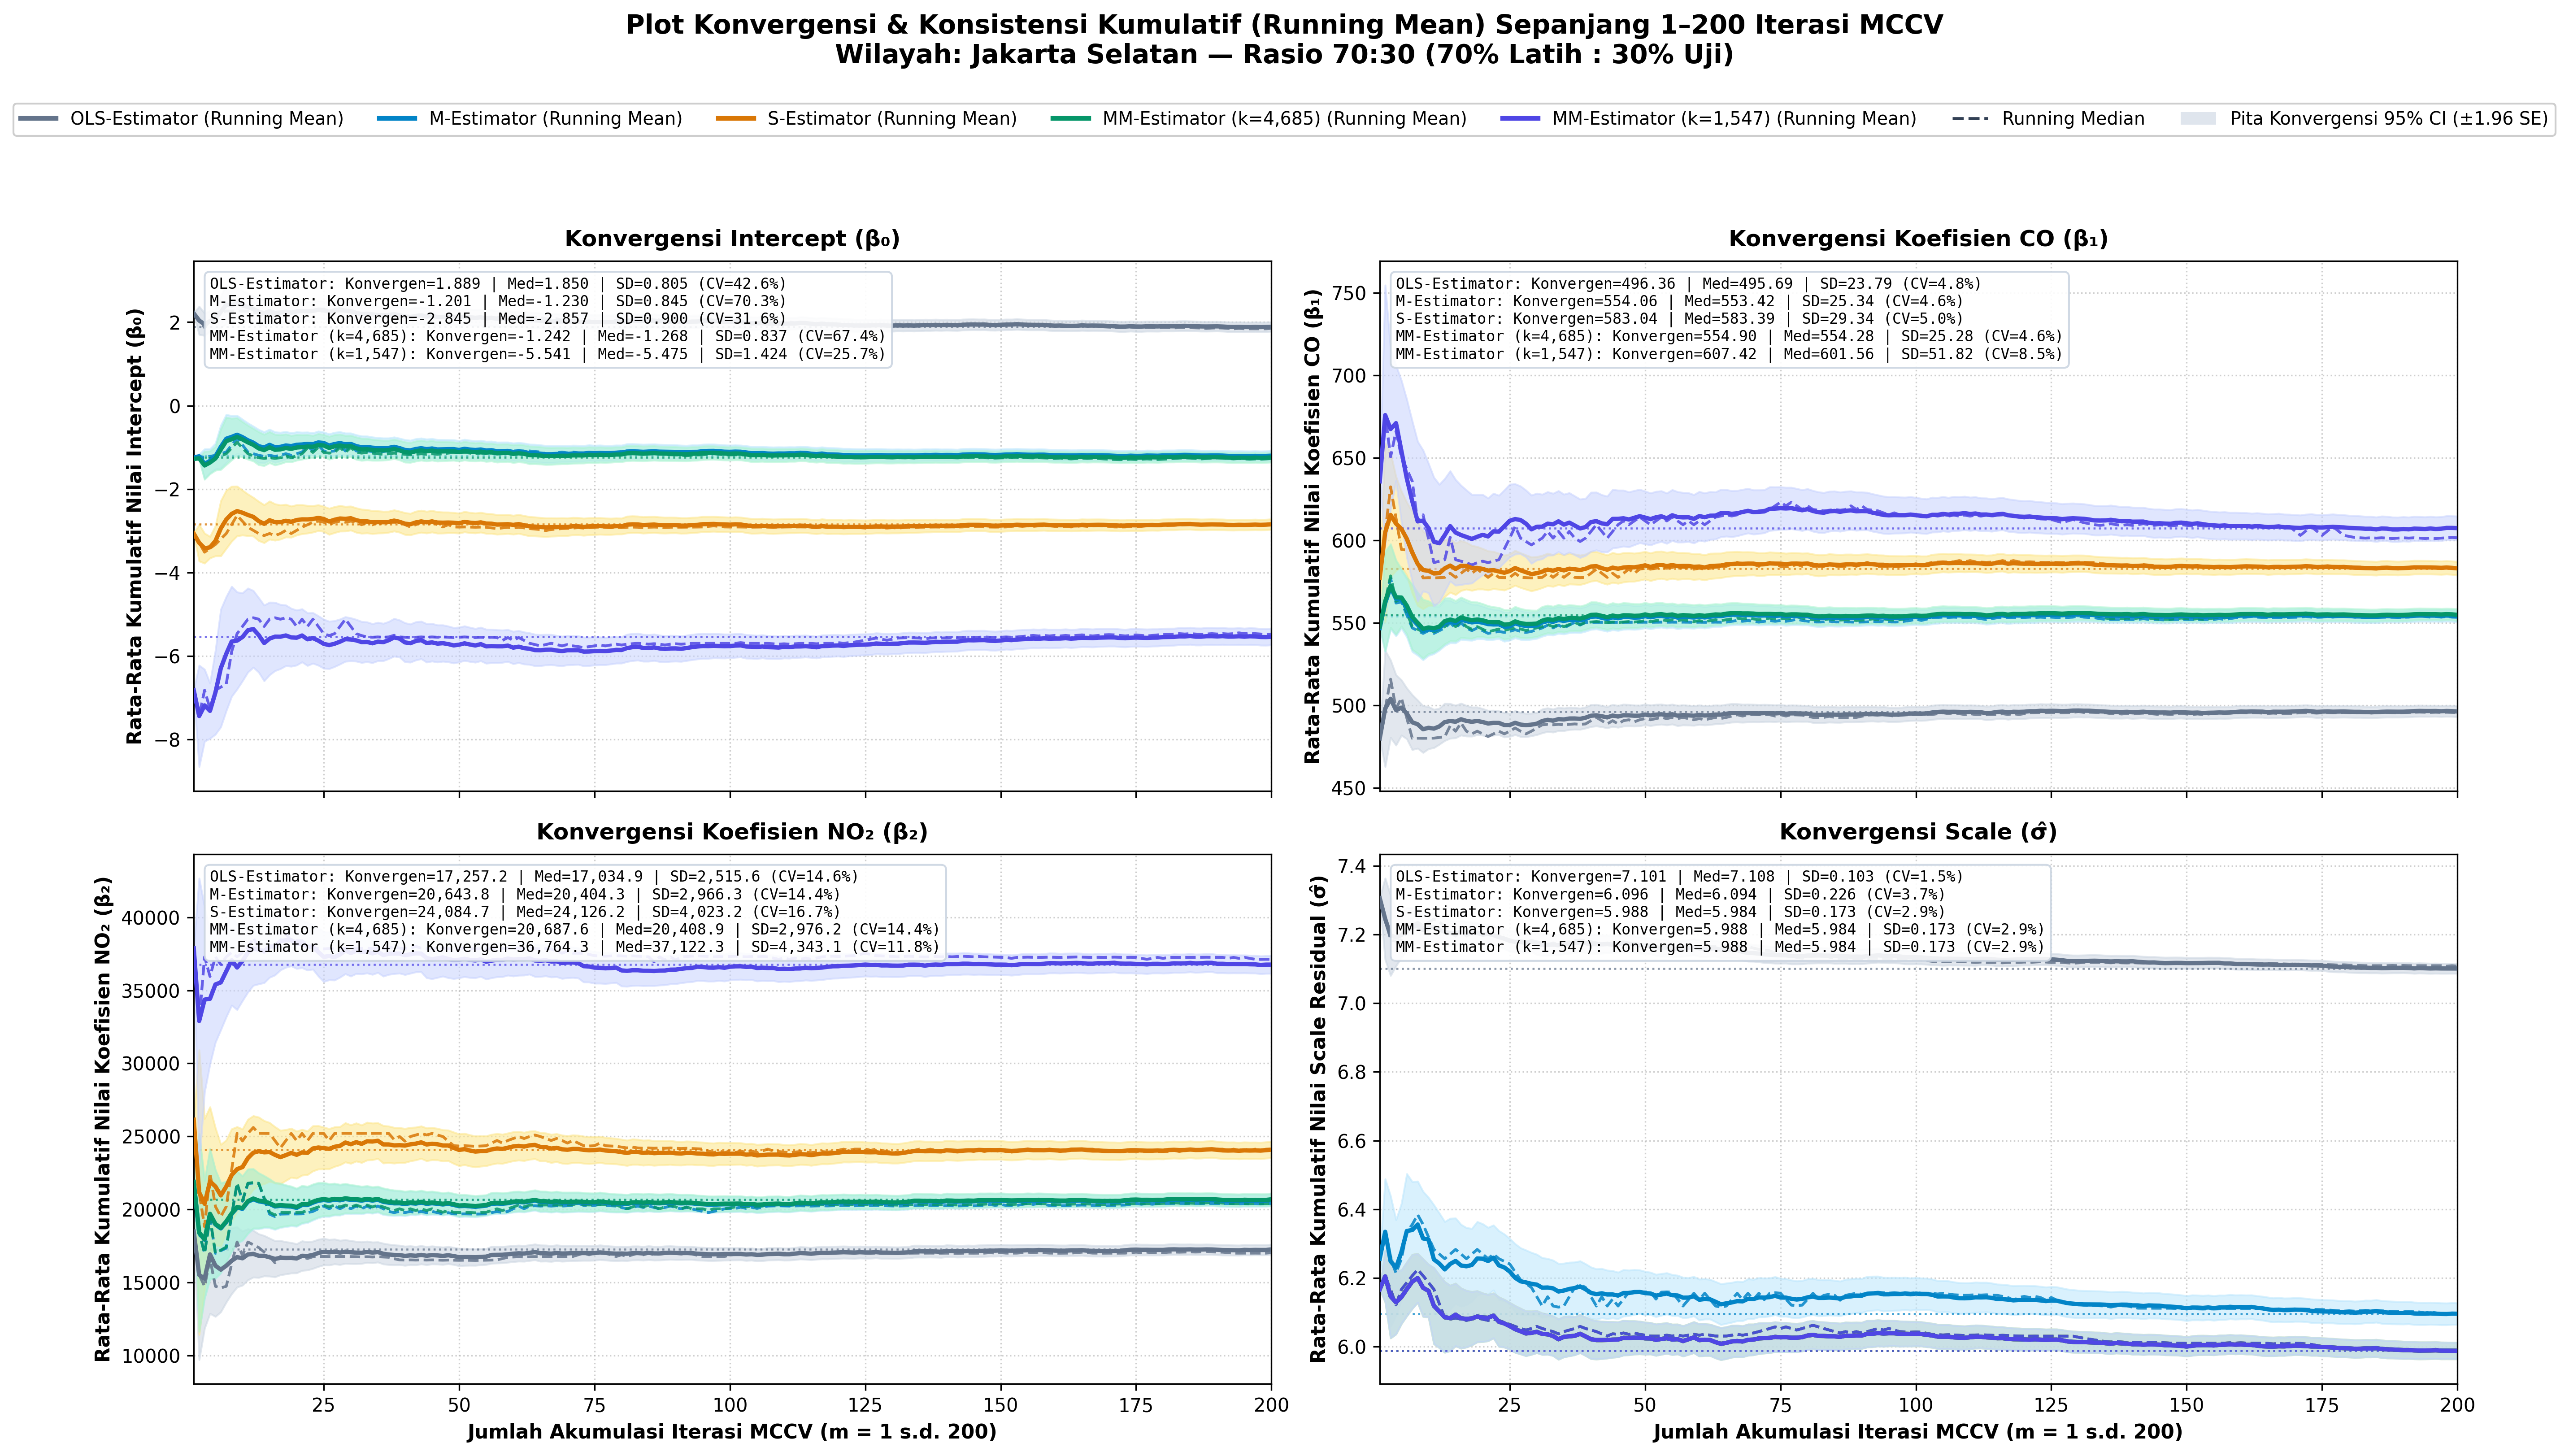 Plot Konvergensi & Konsistensi Kumulatif (Running Mean) Sepanjang 1–200 Iterasi MCCV
Wilayah: Jakarta Selatan — Rasio 70:30 (70% Latih : 30% Uji)
OLS-Estimator (Running Mean)
M-Estimator (Running Mean)
S-Estimator (Running Mean)
MM-Estimator (k=4,685) (Running Mean)
MM-Estimator (k=1,547) (Running Mean)
Running Median
Pita Konvergensi 95% CI (±1.96 SE)
Konvergensi Intercept (β₀)
OLS-Estimator: Konvergen=1.889 | Med=1.850 | SD=0.805 (CV=42.6%)
M-Estimator: Konvergen=-1.201 | Med=-1.230 | SD=0.845 (CV=70.3%)
S-Estimator: Konvergen=-2.845 | Med=-2.857 | SD=0.900 (CV=31.6%)
MM-Estimator (k=4,685): Konvergen=-1.242 | Med=-1.268 | SD=0.837 (CV=67.4%)
MM-Estimator (k=1,547): Konvergen=-5.541 | Med=-5.475 | SD=1.424 (CV=25.7%)
Rata-Rata Kumulatif Nilai Intercept (β₀)
2
0
−2
−4
−6
−8
Konvergensi Koefisien CO (β₁)
OLS-Estimator: Konvergen=496.36 | Med=495.69 | SD=23.79 (CV=4.8%)
M-Estimator: Konvergen=554.06 | Med=553.42 | SD=25.34 (CV=4.6%)
S-Estimator: Konvergen=583.04 | Med=583.39 | SD=29.34 (CV=5.0%)
MM-Estimator (k=4,685): Konvergen=554.90 | Med=554.28 | SD=25.28 (CV=4.6%)
MM-Estimator (k=1,547): Konvergen=607.42 | Med=601.56 | SD=51.82 (CV=8.5%)
Rata-Rata Kumulatif Nilai Koefisien CO (β₁)
750
700
650
600
550
500
450
Konvergensi Koefisien NO₂ (β₂)
OLS-Estimator: Konvergen=17,257.2 | Med=17,034.9 | SD=2,515.6 (CV=14.6%)
M-Estimator: Konvergen=20,643.8 | Med=20,404.3 | SD=2,966.3 (CV=14.4%)
S-Estimator: Konvergen=24,084.7 | Med=24,126.2 | SD=4,023.2 (CV=16.7%)
MM-Estimator (k=4,685): Konvergen=20,687.6 | Med=20,408.9 | SD=2,976.2 (CV=14.4%)
MM-Estimator (k=1,547): Konvergen=36,764.3 | Med=37,122.3 | SD=4,343.1 (CV=11.8%)
Rata-Rata Kumulatif Nilai Koefisien NO₂ (β₂)
40000
35000
30000
25000
20000
15000
10000
25 50 75 100 125 150 175 200
Jumlah Akumulasi Iterasi MCCV (m = 1 s.d. 200)
Konvergensi Scale (σ̂)
OLS-Estimator: Konvergen=7.101 | Med=7.108 | SD=0.103 (CV=1.5%)
M-Estimator: Konvergen=6.096 | Med=6.094 | SD=0.226 (CV=3.7%)
S-Estimator: Konvergen=5.988 | Med=5.984 | SD=0.173 (CV=2.9%)
MM-Estimator (k=4,685): Konvergen=5.988 | Med=5.984 | SD=0.173 (CV=2.9%)
MM-Estimator (k=1,547): Konvergen=5.988 | Med=5.984 | SD=0.173 (CV=2.9%)
Rata-Rata Kumulatif Nilai Scale Residual (σ̂)
7.4
7.2
7.0
6.8
6.6
6.4
6.2
6.0
25 50 75 100 125 150 175 200
Jumlah Akumulasi Iterasi MCCV (m = 1 s.d. 200)